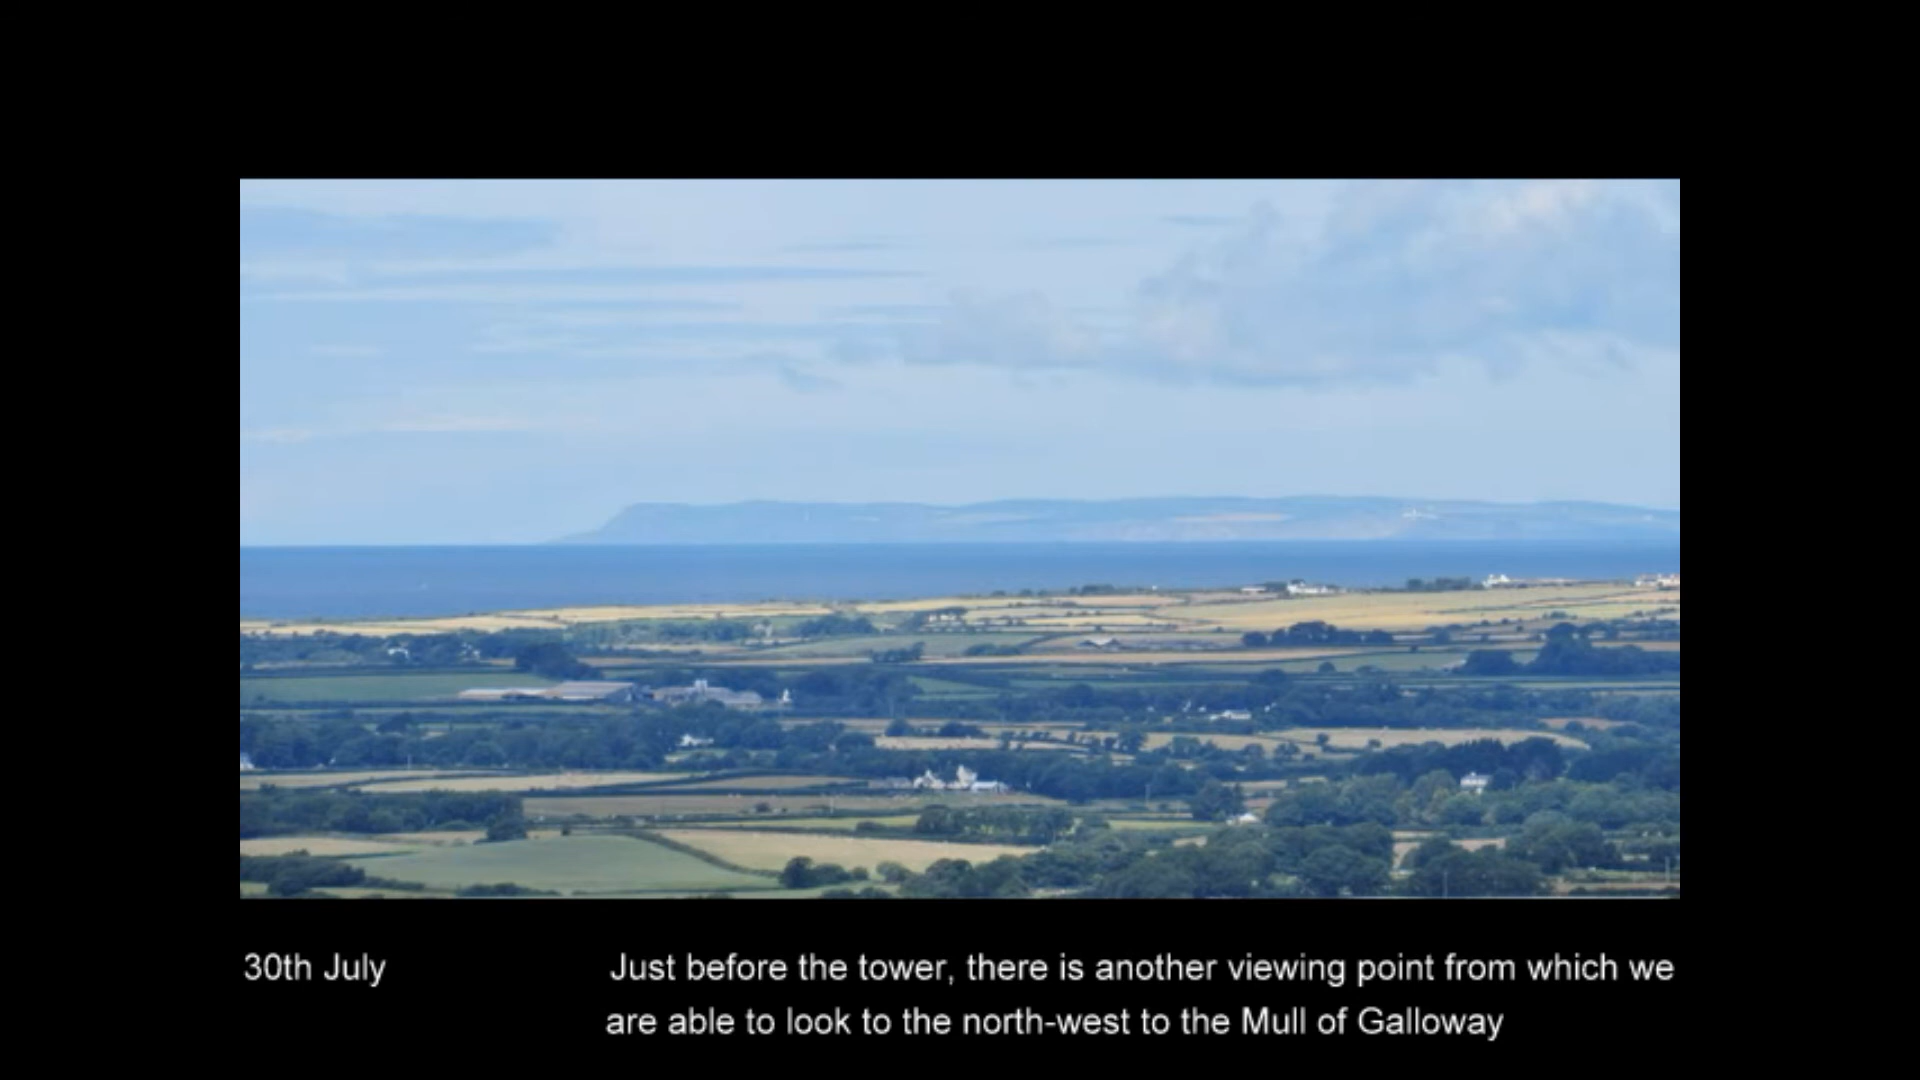 30th July
Just before the tower, there is another viewing point from which we
are able to look to the north-west to the Mull of Galloway